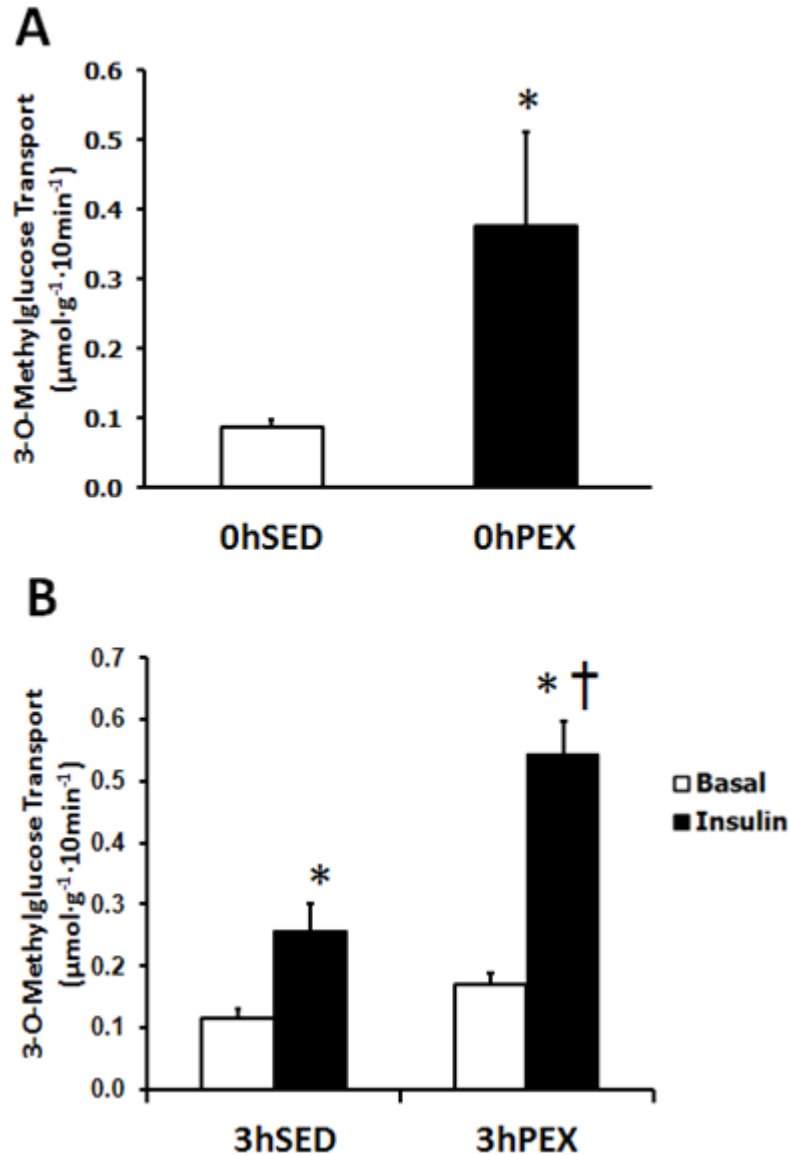 A
3-O-Methylglucose Transport
(µmol·g⁻¹·10min⁻¹)
0.6
0.5
0.4
0.3
0.2
0.1
0.0
*
0hSED
0hPEX
B
3-O-Methylglucose Transport
(µmol·g⁻¹·10min⁻¹)
0.7
0.6
0.5
0.4
0.3
0.2
0.1
0.0
*
* †
Basal
Insulin
3hSED
3hPEX